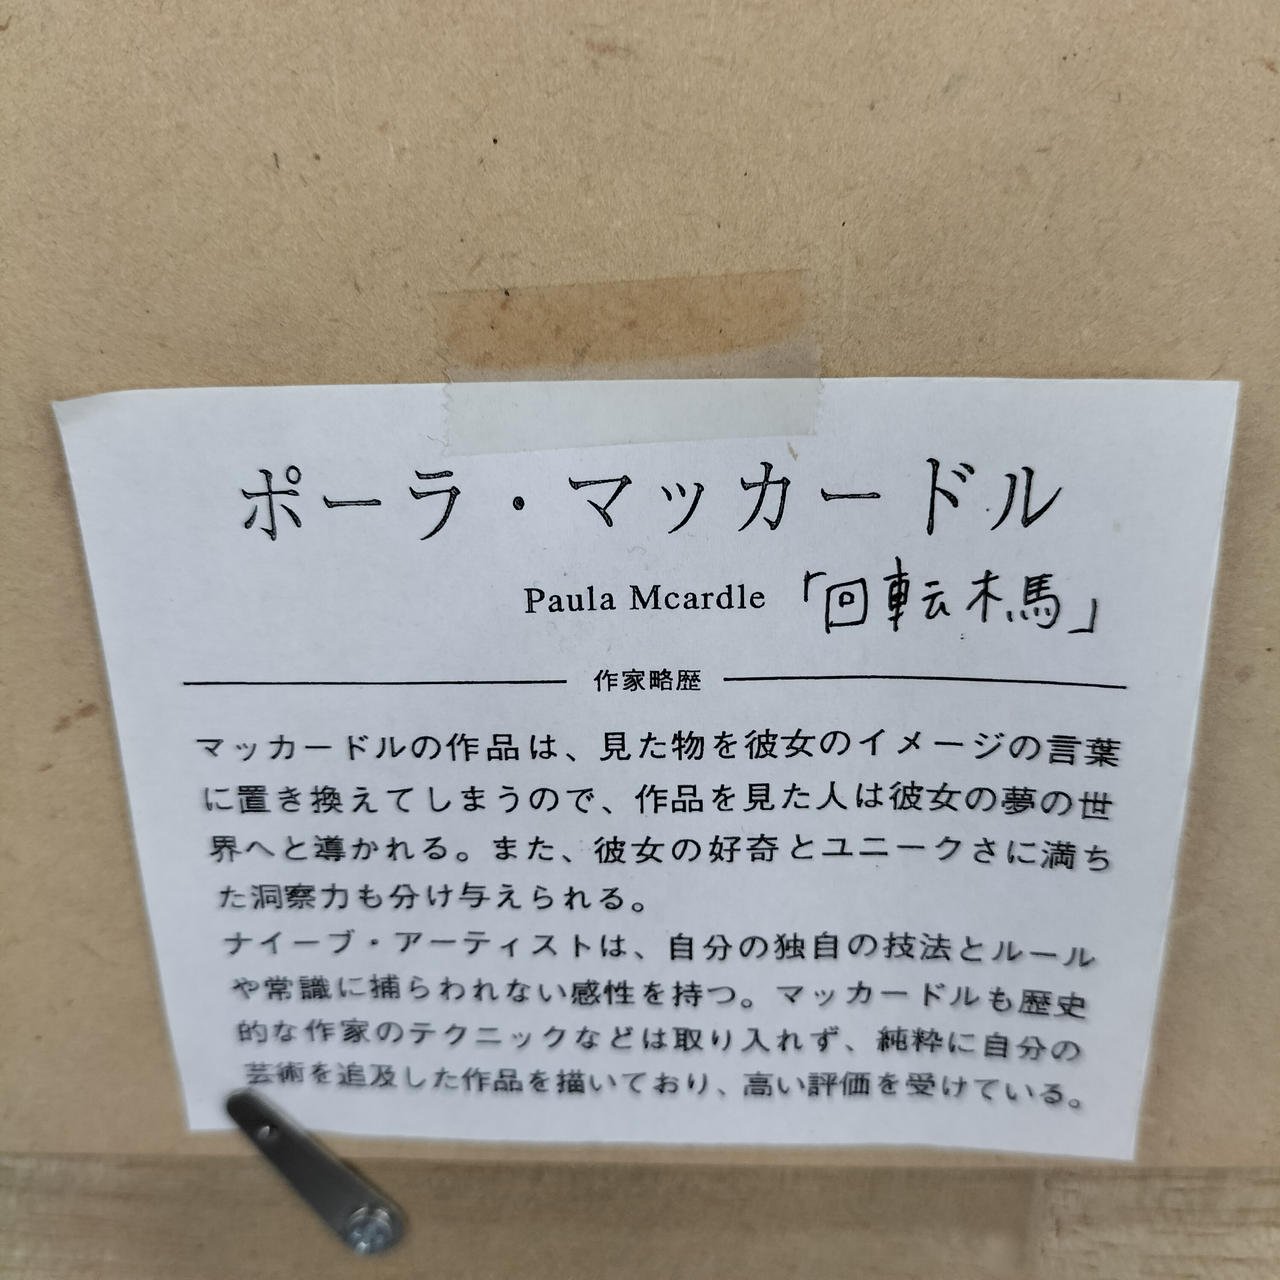 ポーラ・マッカードル
Paula Mcardle 「回転木馬」
作家略歴
マッカードルの作品は、見た物を彼女のイメージの言葉
に置き換えてしまうので、作品を見た人は彼女の夢の世
界へと導かれる。また、彼女の好奇とユニークさに満ち
た洞察力も分け与えられる。
ナイーブ・アーティストは、自分の独自の技法とルール
や常識に捕らわれない感性を持つ。マッカードルも歴史
的な作家のテクニックなどは取り入れず、純粋に自分の
芸術を追及した作品を描いており、高い評価を受けている。